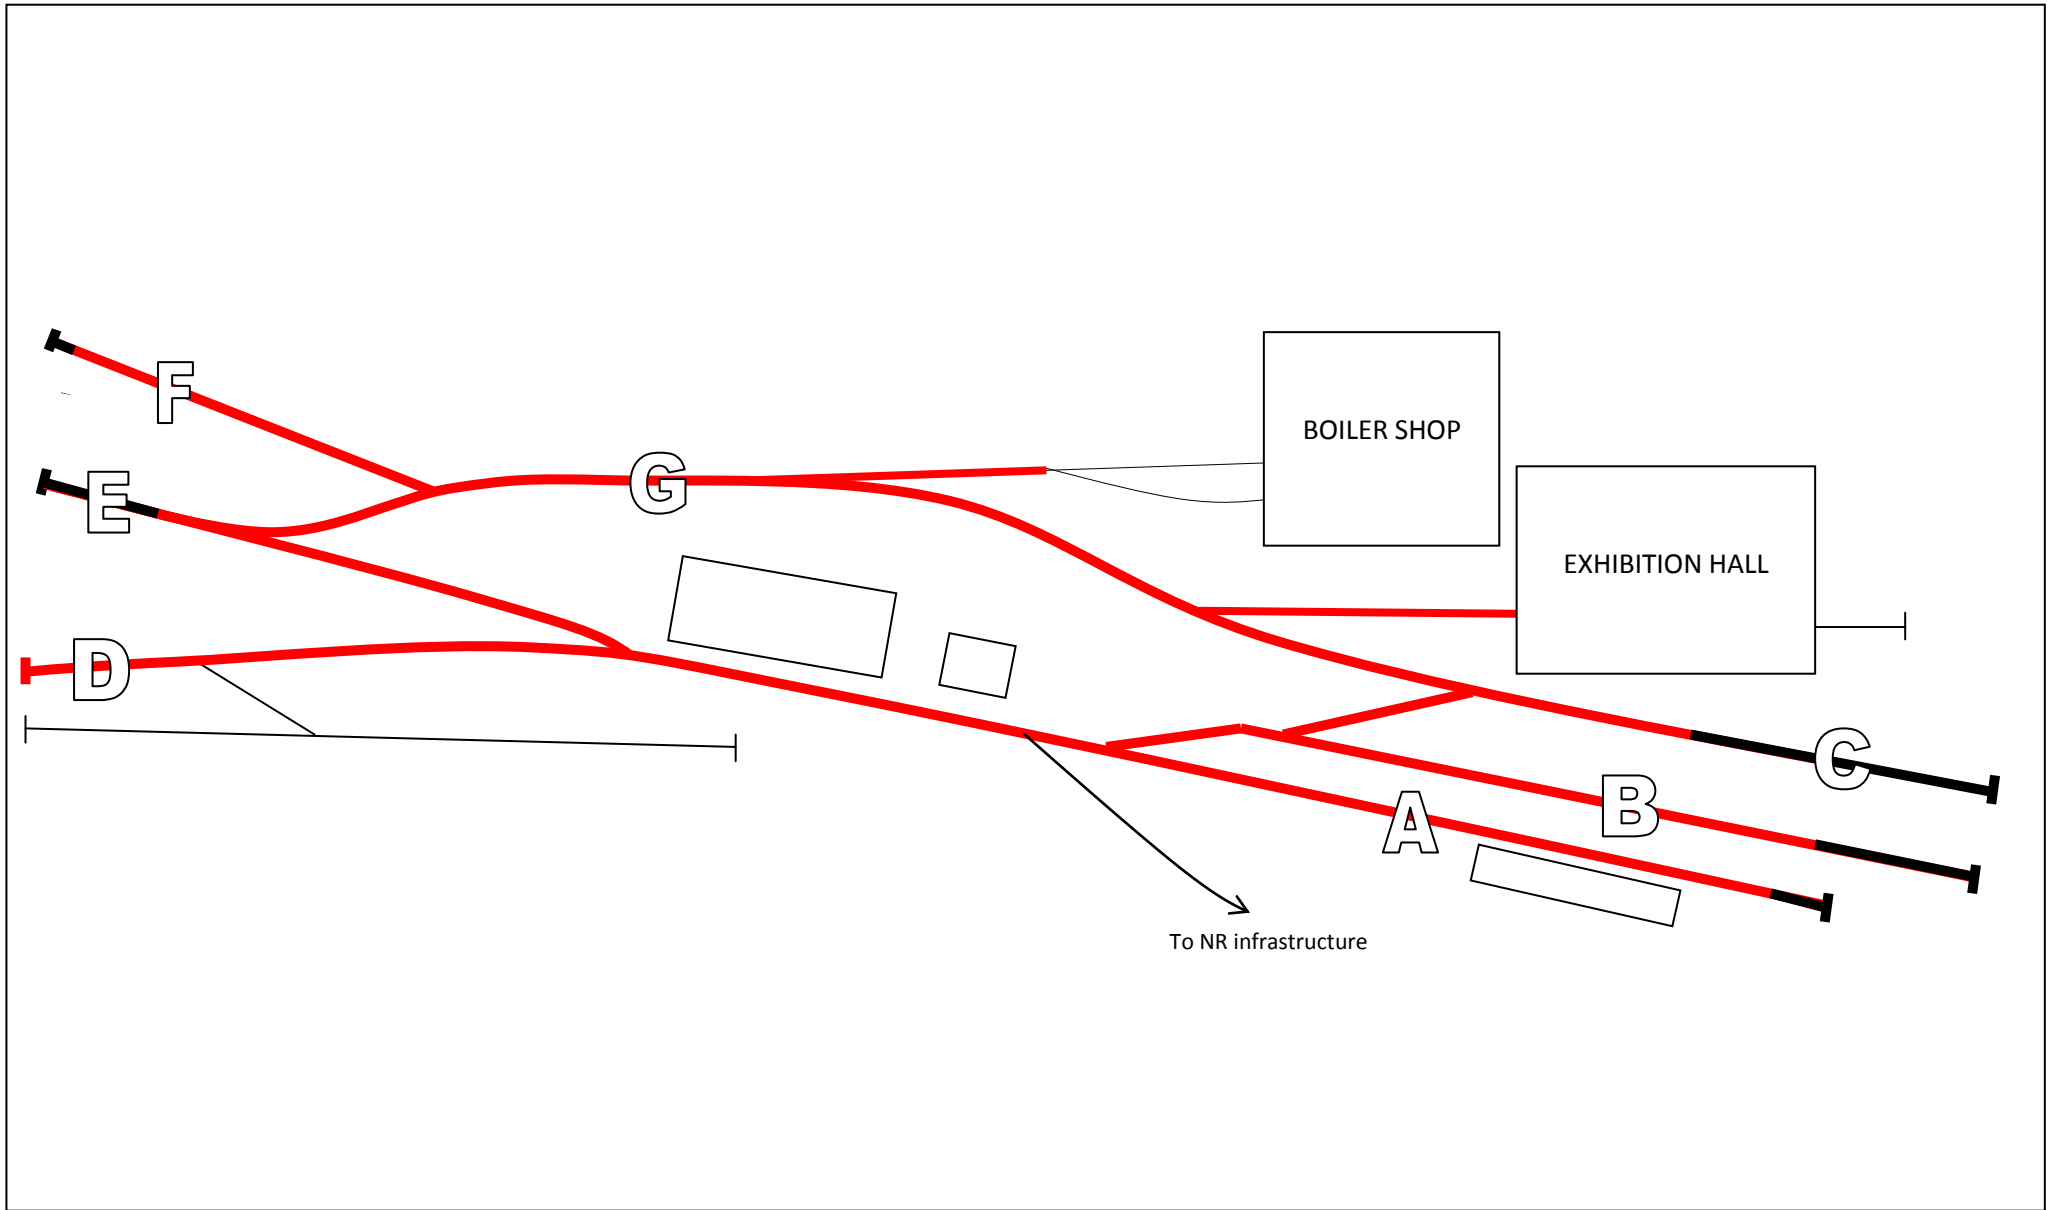 F
BOILER SHOP
G
E
EXHIBITION HALL
D
C
B
A
To NR infrastructure